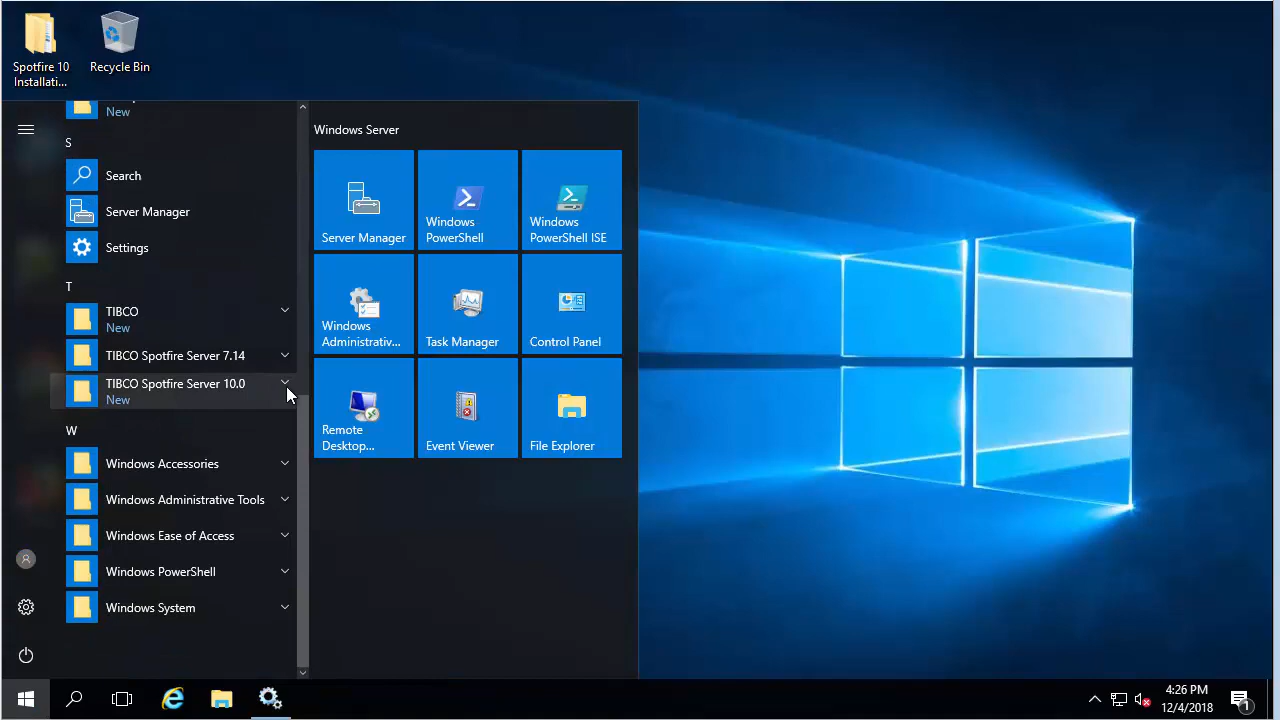 Spotfire 10
Installati...
Recycle Bin
New
S
Search
Server Manager
Settings
T
TIBCO
New
TIBCO Spotfire Server 7.14
TIBCO Spotfire Server 10.0
New
W
Windows Accessories
Windows Administrative Tools
Windows Ease of Access
Windows PowerShell
Windows System
Windows Server
Server Manager
Windows
PowerShell
Windows
PowerShell ISE
Windows
Administrativ...
Task Manager
Control Panel
Remote
Desktop...
Event Viewer
File Explorer
4:26 PM
12/4/2018
1